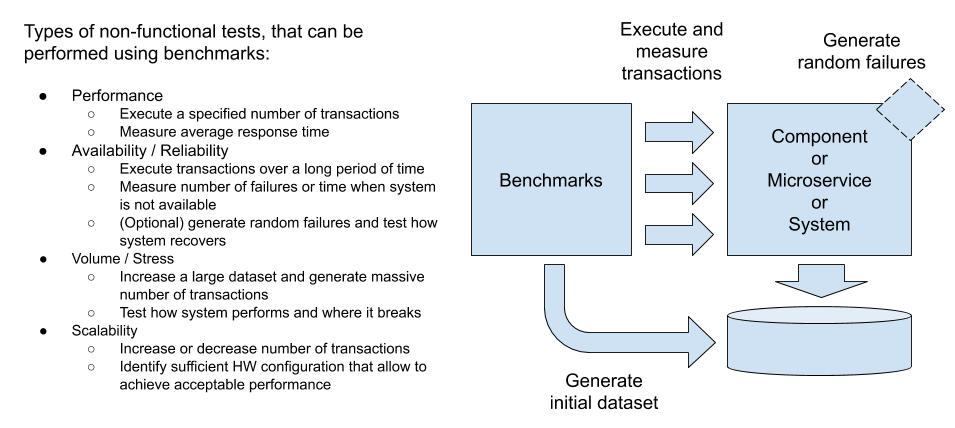 Types of non-functional tests, that can be
performed using benchmarks:
● Performance
○ Execute a specified number of transactions
○ Measure average response time
● Availability / Reliability
○ Execute transactions over a long period of time
○ Measure number of failures or time when system
is not available
○ (Optional) generate random failures and test how
system recovers
● Volume / Stress
○ Increase a large dataset and generate massive
number of transactions
○ Test how system performs and where it breaks
● Scalability
○ Increase or decrease number of transactions
○ Identify sufficient HW configuration that allow to
achieve acceptable performance
Execute and
measure
transactions
Generate
random failures
Benchmarks
Component
or
Microservice
or
System
Generate
initial dataset